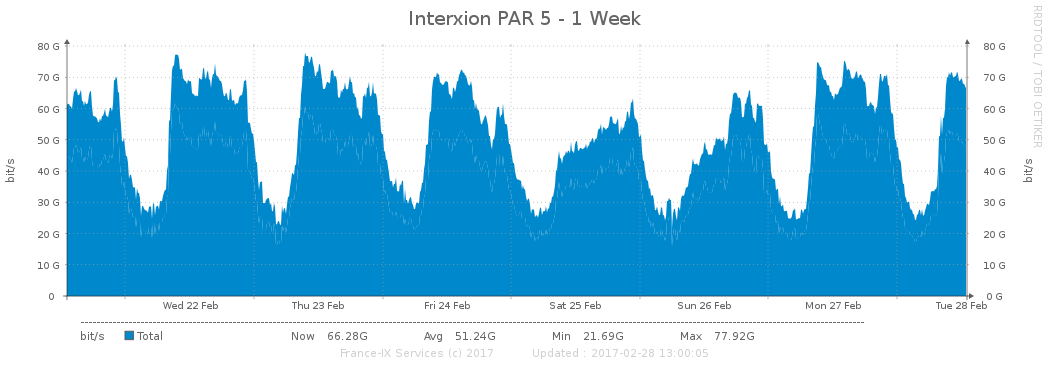 Interxion PAR 5 - 1 Week
RRDTOOL / TOBI OETIKER
bit/s
bit/s
80 G 80 G
70 G 70 G
60 G 60 G
50 G 50 G
40 G 40 G
30 G 30 G
20 G 20 G
10 G 10 G
0 0 G
Wed 22 Feb Thu 23 Feb Fri 24 Feb Sat 25 Feb Sun 26 Feb Mon 27 Feb Tue 28 Feb
bit/s Total Now 66.28G Avg 51.24G Min 21.69G Max 77.92G
France-IX Services (c) 2017 Updated : 2017-02-28 13:00:05